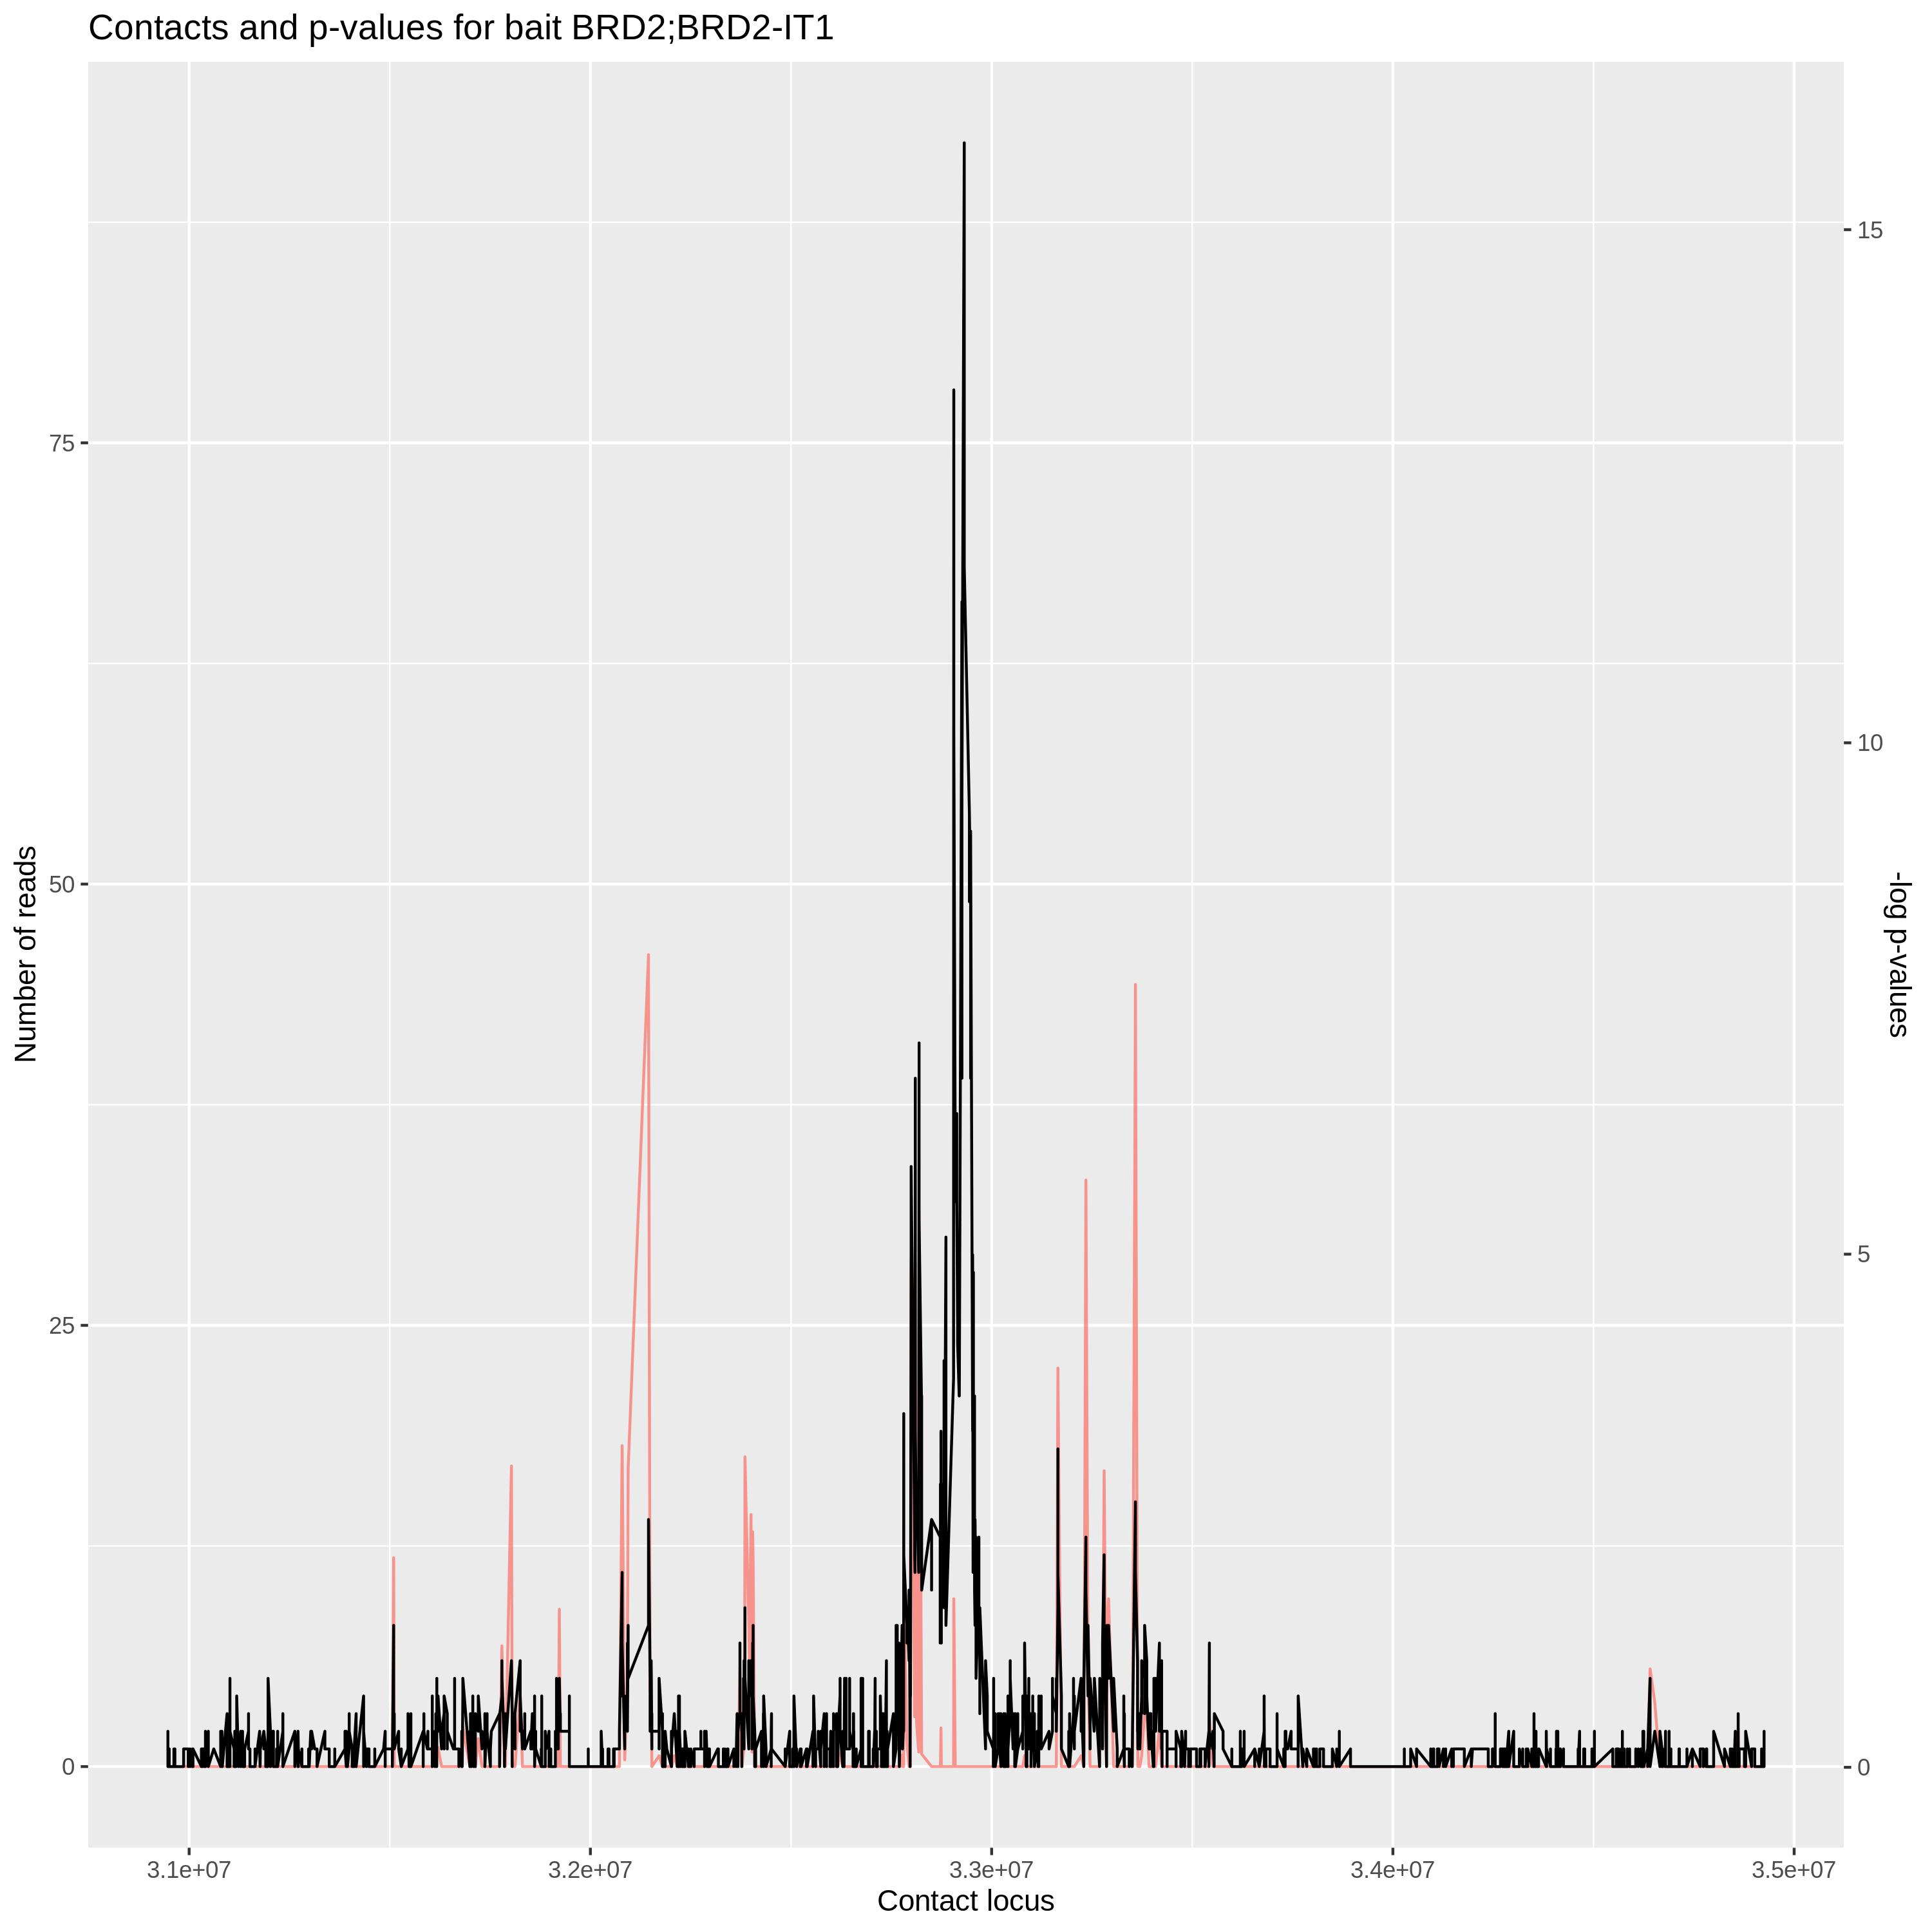 Contacts and p-values for bait BRD2;BRD2-IT1
Number of reads
75
50
25
0
15
10
5
0
-log p-values
3.1e+07 3.2e+07 3.3e+07 3.4e+07 3.5e+07
Contact locus